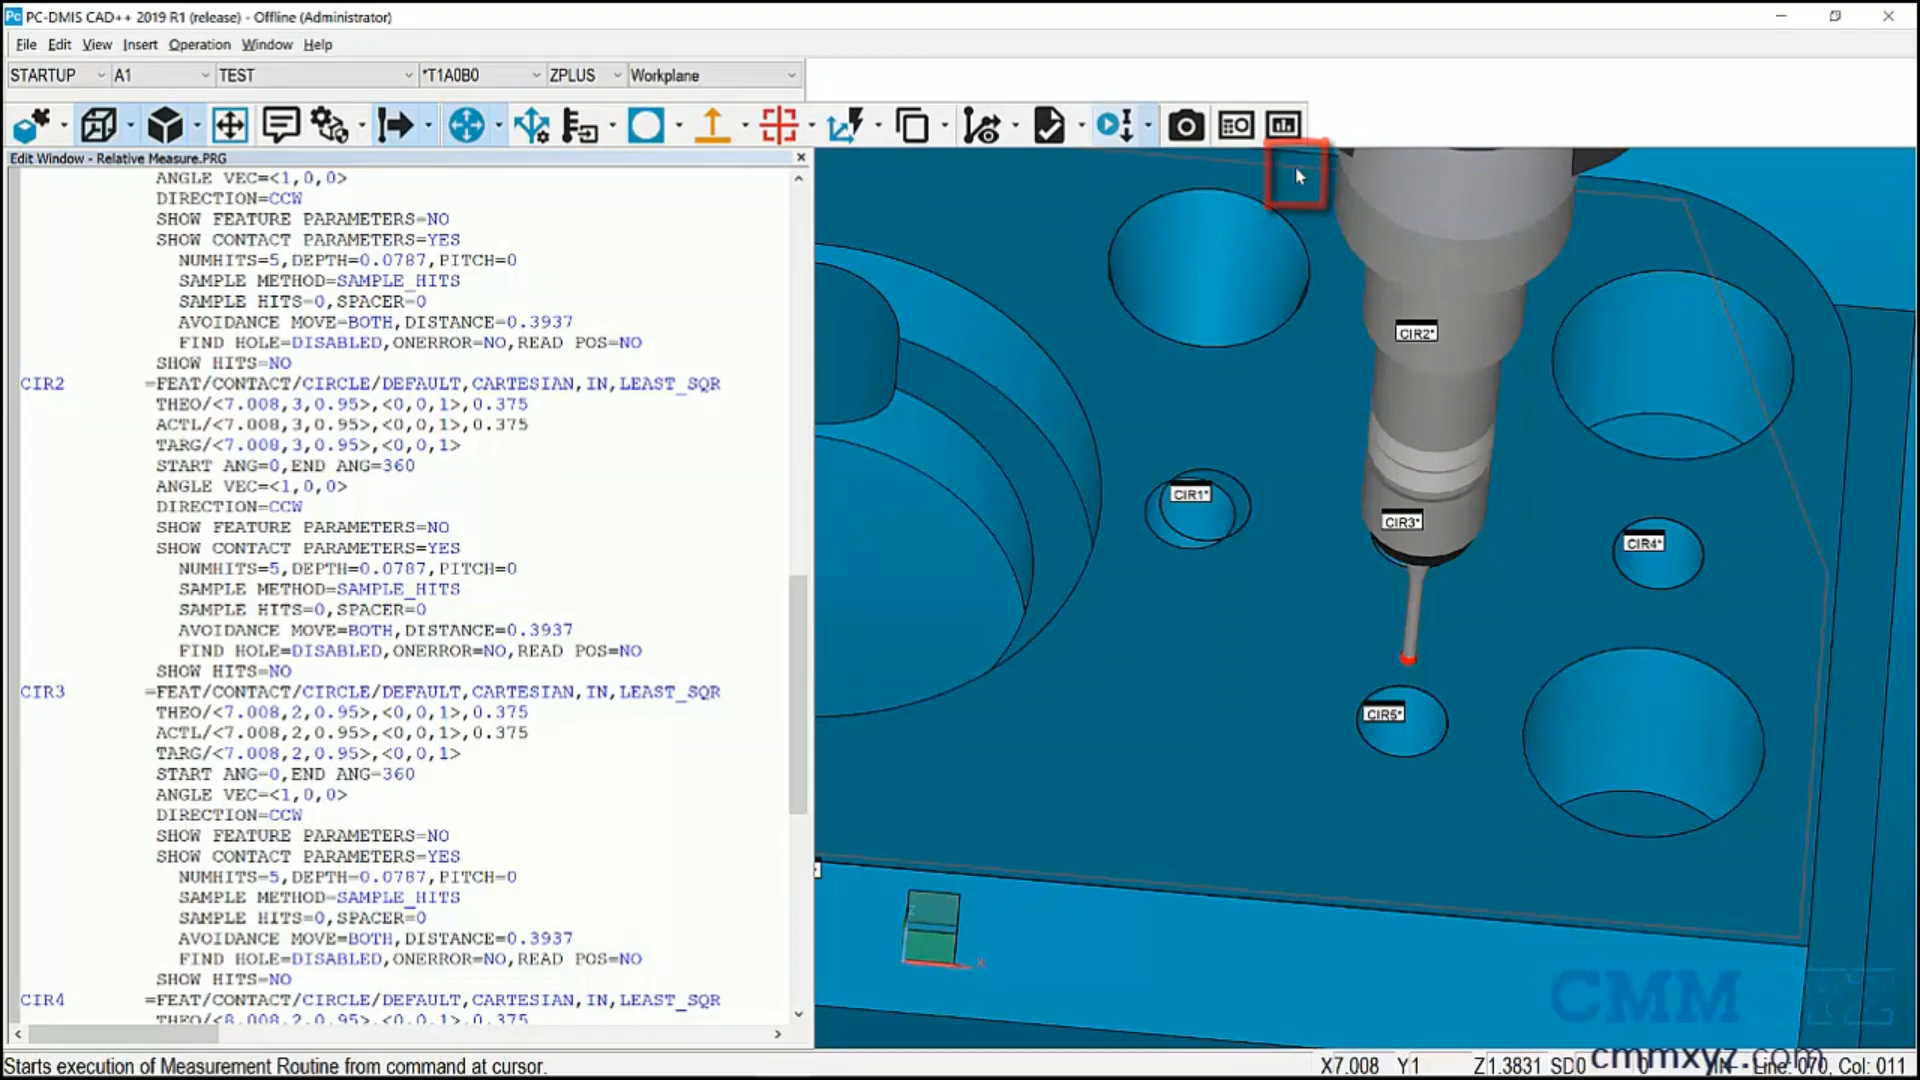 PC-DMIS CAD++ 2019 R1 (release) - Offline (Administrator)
File Edit View Insert Operation Window Help
STARTUP A1 TEST *T1A0B0 ZPLUS Workplane
Edit Window - Relative Measure.PRG
ANGLE VEC=<1,0,0>
DIRECTION=CCW
SHOW FEATURE PARAMETERS=NO
SHOW CONTACT PARAMETERS=YES
NUMHITS=5,DEPTH=0.0787,PITCH=0
SAMPLE METHOD=SAMPLE_HITS
SAMPLE HITS=0,SPACER=0
AVOIDANCE MOVE=BOTH,DISTANCE=0.3937
FIND HOLE=DISABLED,ONERROR=NO,READ POS=NO
SHOW HITS=NO
CIR2 =FEAT/CONTACT/CIRCLE/DEFAULT,CARTESIAN,IN,LEAST_SQR
THEO/<7.008,3,0.95>,<0,0,1>,0.375
ACTL/<7.008,3,0.95>,<0,0,1>,0.375
TARG/<7.008,3,0.95>,<0,0,1>
START ANG=0,END ANG=360
ANGLE VEC=<1,0,0>
DIRECTION=CCW
SHOW FEATURE PARAMETERS=NO
SHOW CONTACT PARAMETERS=YES
NUMHITS=5,DEPTH=0.0787,PITCH=0
SAMPLE METHOD=SAMPLE_HITS
SAMPLE HITS=0,SPACER=0
AVOIDANCE MOVE=BOTH,DISTANCE=0.3937
FIND HOLE=DISABLED,ONERROR=NO,READ POS=NO
SHOW HITS=NO
CIR3 =FEAT/CONTACT/CIRCLE/DEFAULT,CARTESIAN,IN,LEAST_SQR
THEO/<7.008,2,0.95>,<0,0,1>,0.375
ACTL/<7.008,2,0.95>,<0,0,1>,0.375
TARG/<7.008,2,0.95>,<0,0,1>
START ANG=0,END ANG=360
ANGLE VEC=<1,0,0>
DIRECTION=CCW
SHOW FEATURE PARAMETERS=NO
SHOW CONTACT PARAMETERS=YES
NUMHITS=5,DEPTH=0.0787,PITCH=0
SAMPLE METHOD=SAMPLE_HITS
SAMPLE HITS=0,SPACER=0
AVOIDANCE MOVE=BOTH,DISTANCE=0.3937
FIND HOLE=DISABLED,ONERROR=NO,READ POS=NO
SHOW HITS=NO
CIR4 =FEAT/CONTACT/CIRCLE/DEFAULT,CARTESIAN,IN,LEAST_SQR
THEO/<8.008,2,0.95>,<0,0,1>,0.375
CIR2*
CIR1*
CIR3*
CIR4*
CIR5*
X
CMM XYZ
cmmxyz.com
Starts execution of Measurement Routine from command at cursor.
X7.008 Y1 Z1.3831 SD0 0 IN Line: 070, Col: 011